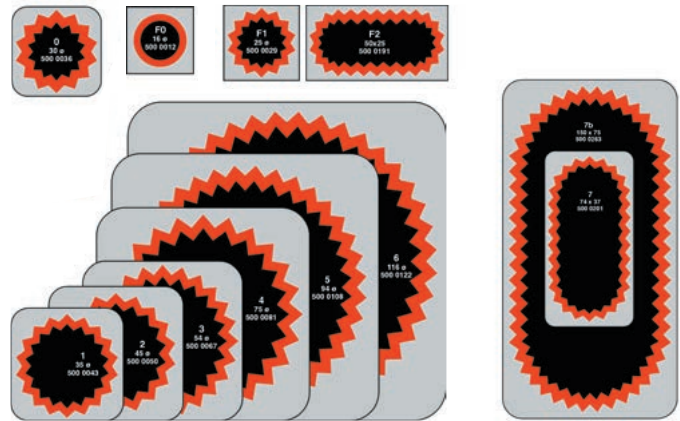 0
30 ø
500 0036
F0
16 ø
500 0012
F1
25 ø
500 0029
F2
50x25
500 0191
7b
150 x 75
500 0263
7
74 x 37
500 0201
6
116 ø
500 0122
5
94 ø
500 0108
4
75 ø
500 0081
3
54 ø
500 0067
2
45 ø
500 0050
1
35 ø
500 0043